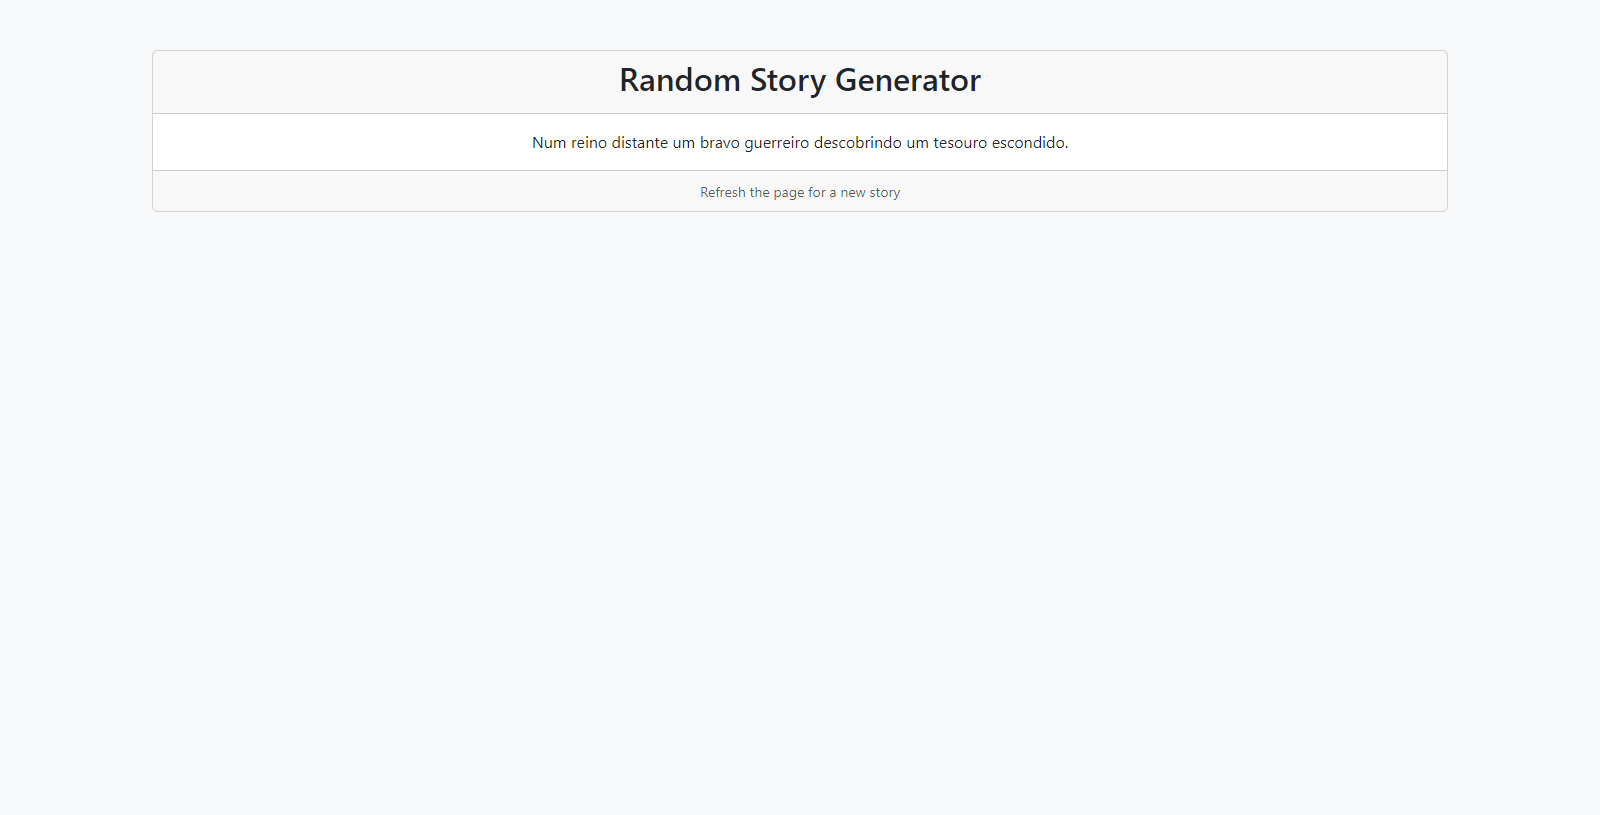 Random Story Generator
Num reino distante um bravo guerreiro descobrindo um tesouro escondido.
Refresh the page for a new story